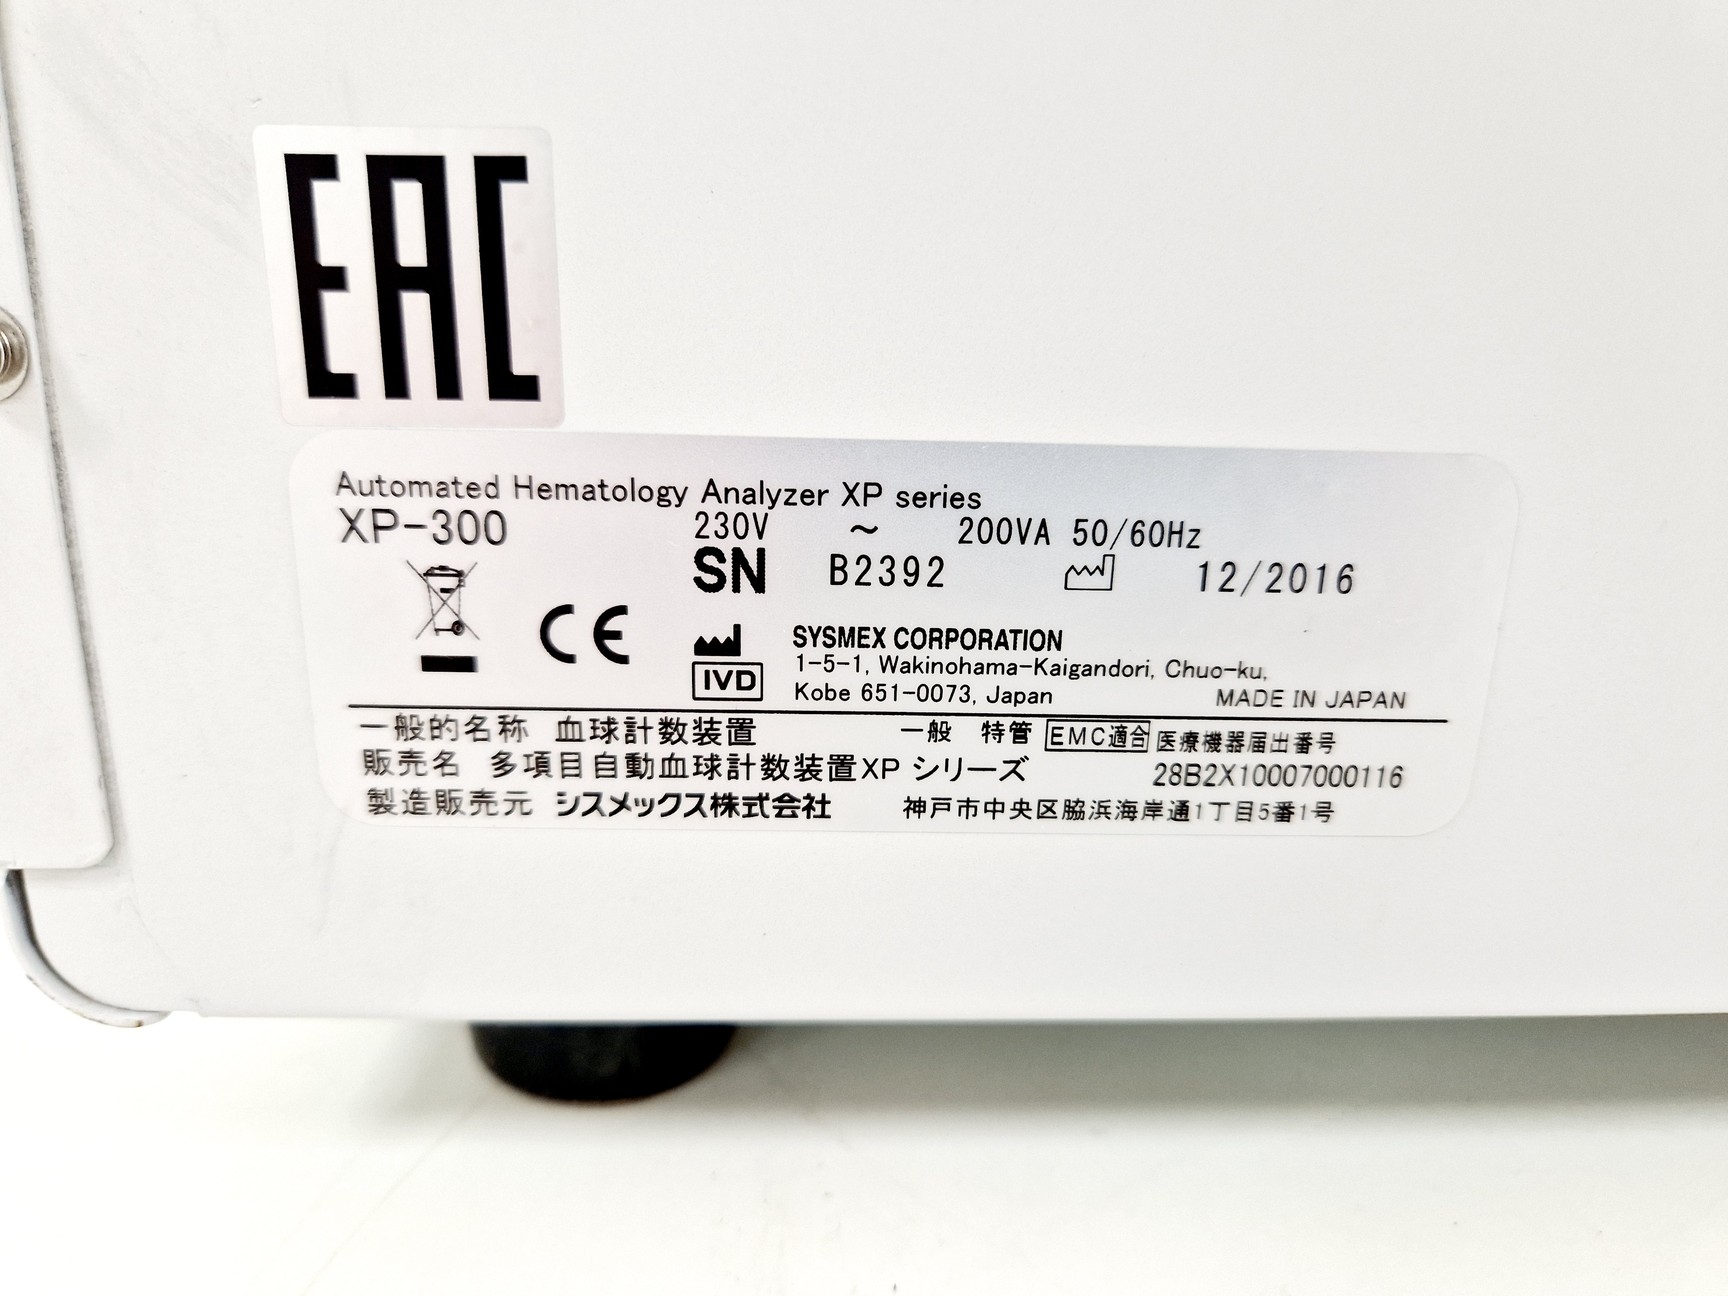 EAC
Automated Hematology Analyzer XP series
XP-300 230V ~ 200VA 50/60Hz
SN B2392 12/2016
CE
SYSMEX CORPORATION
IVD 1-5-1, Wakinohama-Kaigandori, Chuo-ku,
Kobe 651-0073, Japan MADE IN JAPAN
一般的名称 血球計数装置 一般 特管 EMC適合 医療機器届出番号
販売名 多項目自動血球計数装置XP シリーズ 28B2X10007000116
製造販売元 シスメックス株式会社 神戸市中央区脇浜海岸通1丁目5番1号